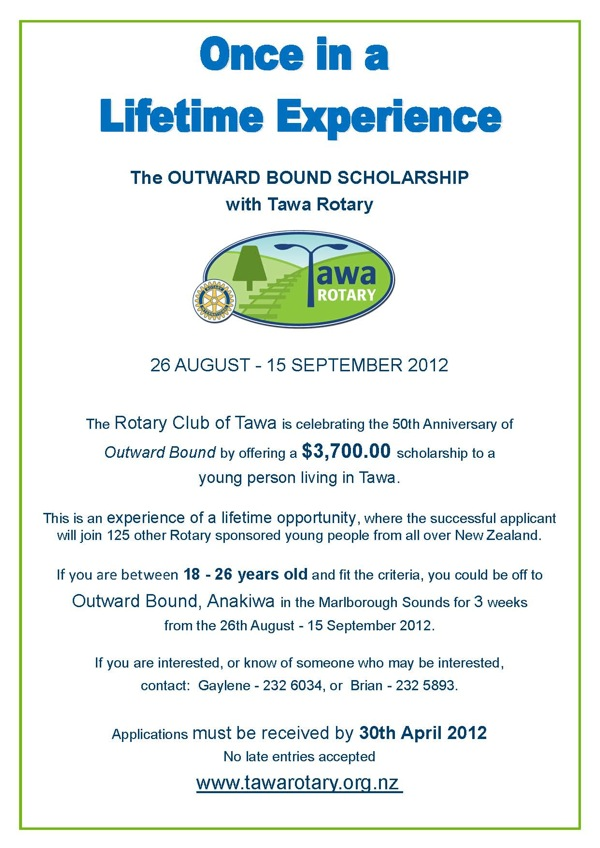 Once in a
Lifetime Experience
The OUTWARD BOUND SCHOLARSHIP
with Tawa Rotary
Tawa
ROTARY
26 AUGUST - 15 SEPTEMBER 2012
The Rotary Club of Tawa is celebrating the 50th Anniversary of
Outward Bound by offering a $3,700.00 scholarship to a
young person living in Tawa.
This is an experience of a lifetime opportunity, where the successful applicant
will join 125 other Rotary sponsored young people from all over New Zealand.
If you are between 18 - 26 years old and fit the criteria, you could be off to
Outward Bound, Anakiwa in the Marlborough Sounds for 3 weeks
from the 26th August - 15 September 2012.
If you are interested, or know of someone who may be interested,
contact:  Gaylene - 232 6034, or  Brian - 232 5893.
Applications must be received by 30th April 2012
No late entries accepted
www.tawarotary.org.nz